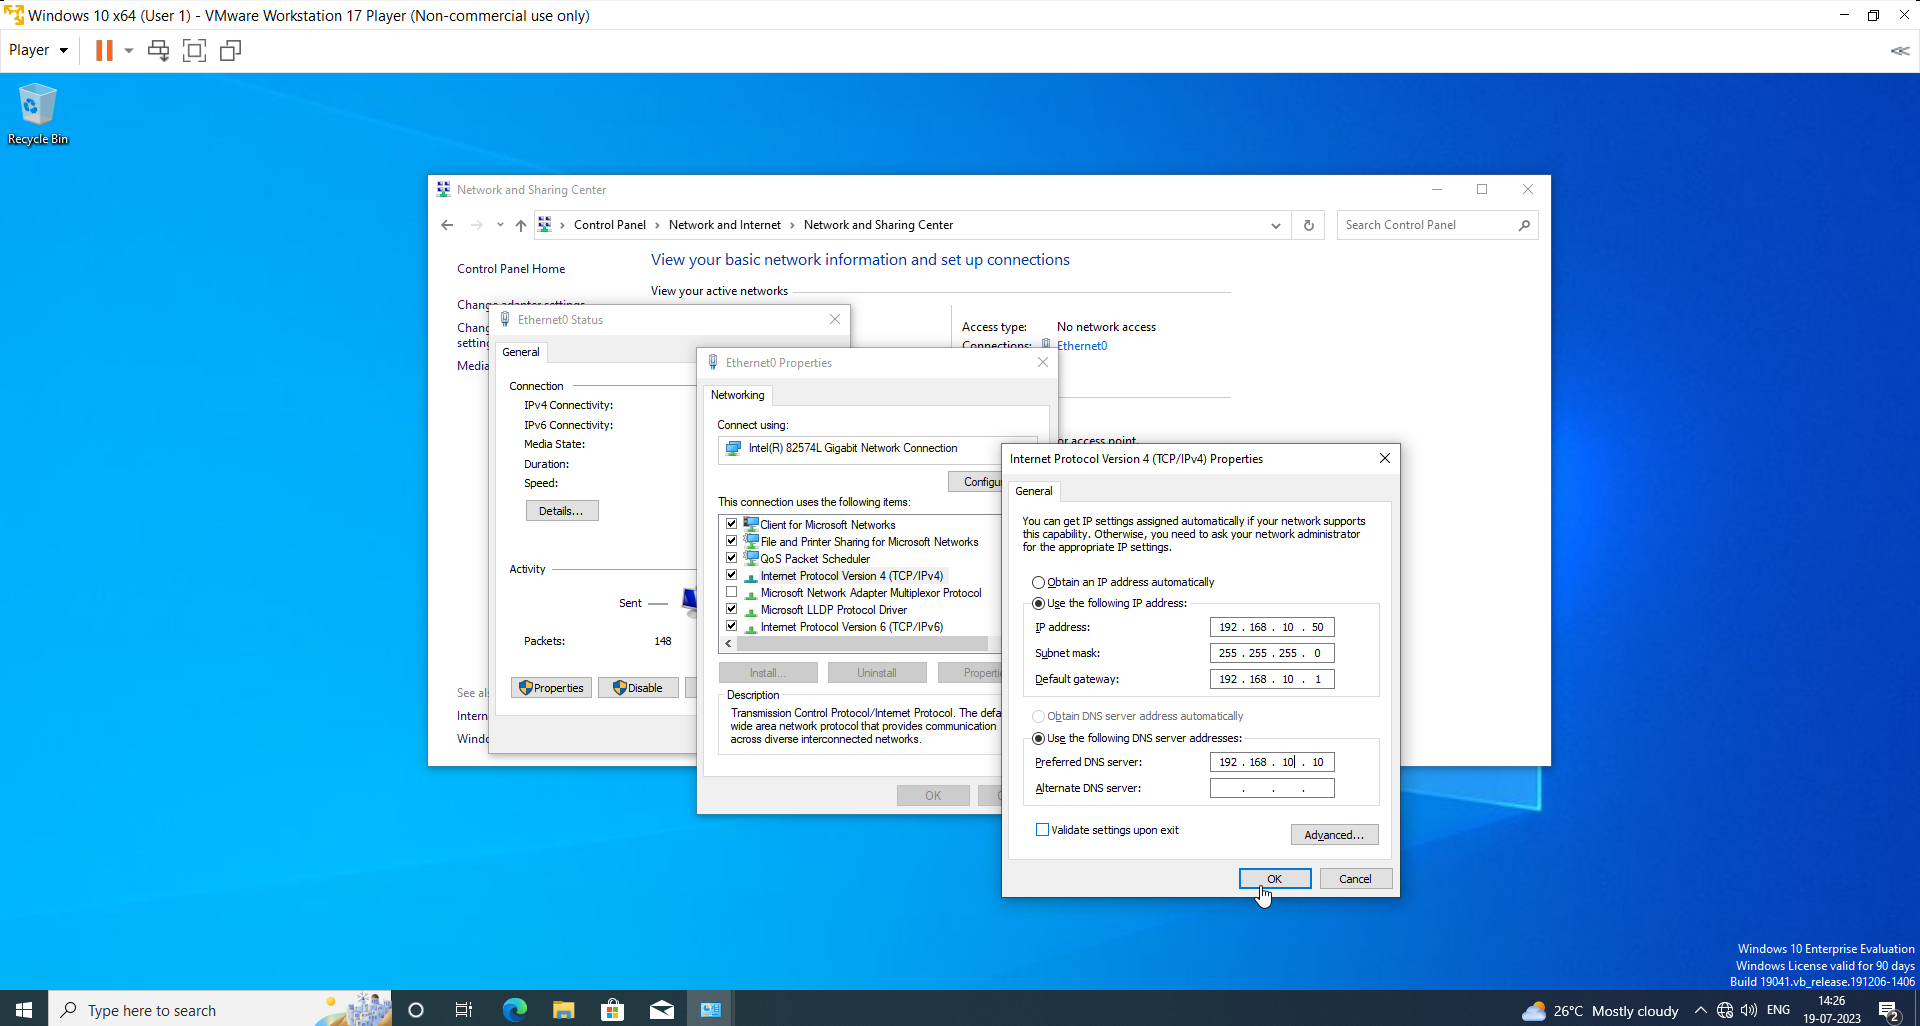 Windows 10 x64 (User 1) - VMware Workstation 17 Player (Non-commercial use only)
Player
Recycle Bin
Network and Sharing Center
Control Panel
Network and Internet
Network and Sharing Center
Search Control Panel
Control Panel Home
View your basic network information and set up connections
View your active networks
Change adapter settings
Access type:
No network access
Connections:
Ethernet0
or access point.
Media
See
Ethernet0 Status
General
Connection
IPv4 Connectivity:
IPv6 Connectivity:
Media State:
Duration:
Speed:
Details...
Activity
Sent
Packets:
148
Properties
Disable
Ethernet0 Properties
Networking
Connect using:
Intel(R) 82574L Gigabit Network Connection
This connection uses the following items:
Client for Microsoft Networks
File and Printer Sharing for Microsoft Networks
QoS Packet Scheduler
Internet Protocol Version 4 (TCP/IPv4)
Microsoft Network Adapter Multiplexor Protocol
Microsoft LLDP Protocol Driver
Internet Protocol Version 6 (TCP/IPv6)
Install...
Uninstall
Description
Transmission Control Protocol/Internet Protocol. The
wide area network protocol that provides communication
across diverse interconnected networks.
OK
Internet Protocol Version 4 (TCP/IPv4) Properties
General
You can get IP settings assigned automatically if your network supports
this capability. Otherwise, you need to ask your network administrator
for the appropriate IP settings.
Obtain an IP address automatically
Use the following IP address:
IP address:
192 . 168 . 10 . 50
Subnet mask:
255 . 255 . 255 . 0
Default gateway:
192 . 168 . 10 . 1
Obtain DNS server address automatically
Use the following DNS server addresses:
Preferred DNS server:
192 . 168 . 10 . 10
Alternate DNS server:
. . .
Validate settings upon exit
Advanced...
OK
Cancel
Windows 10 Enterprise Evaluation
Windows License valid for 90 days
Build 19041.vb_release.191206-1406
Type here to search
26°C Mostly cloudy
ENG
14:26
19-07-2023
2